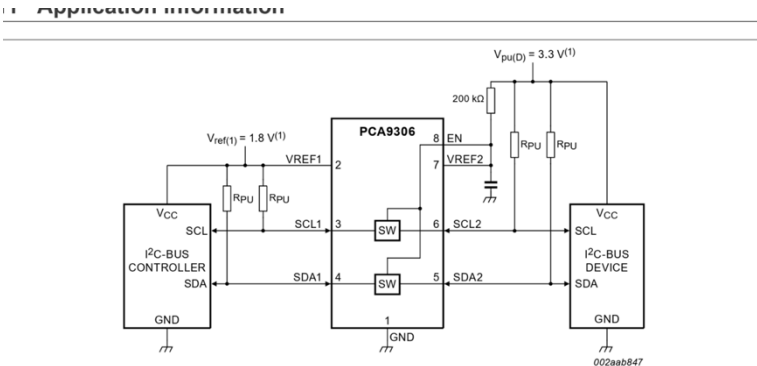 Application information
Vpu(D) = 3.3 V(1)
200 kΩ
Vref(1) = 1.8 V(1)
PCA9306
8 EN
RPU RPU
VREF1 2
7 VREF2
RPU RPU
VCC
VCC
SCL
SCL1 3
SW
6 SCL2
SCL
I2C-BUS
CONTROLLER
I2C-BUS
DEVICE
SDA
SDA1 4
SW
5 SDA2
SDA
GND
1
GND
GND
002aab847